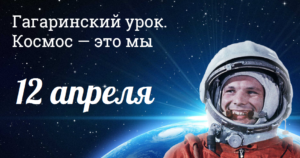 Гагаринский урок.
Космос — это мы
12 апреля